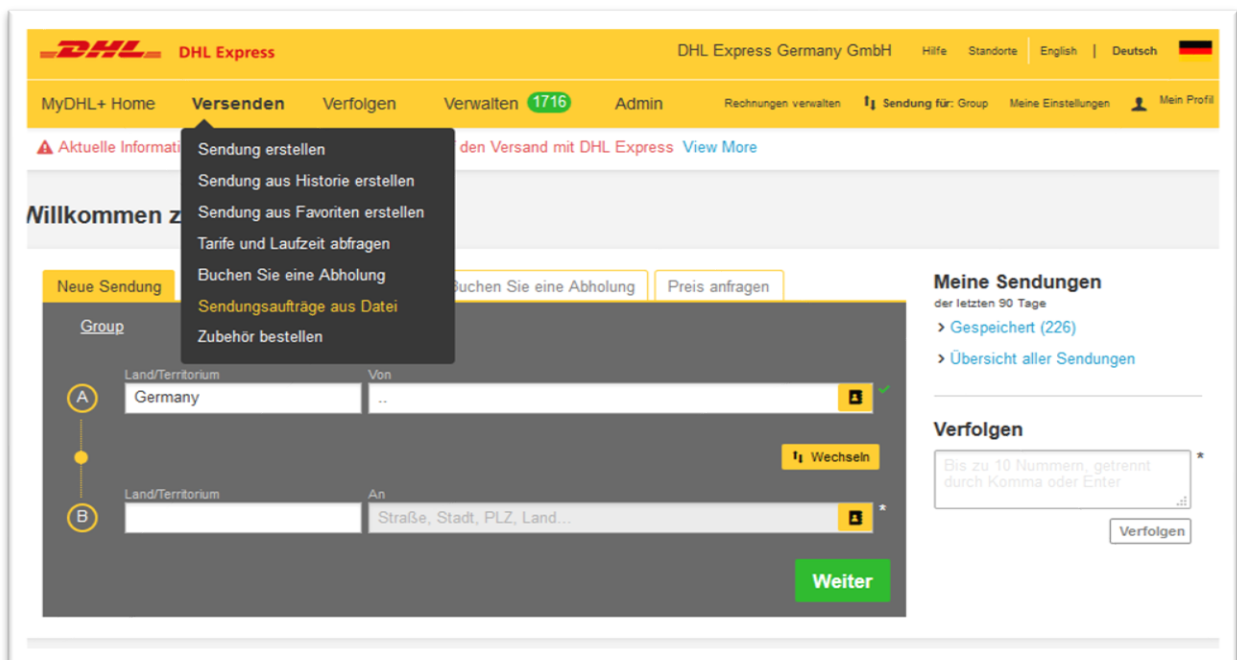 DHL DHL Express DHL Express Germany GmbH Hilfe Standorte English | Deutsch
MyDHL+ Home Versenden Verfolgen Verwalten 1716 Admin Rechnungen verwalten Sendung für: Group Meine Einstellungen Mein Profil
Aktuelle Informati den Versand mit DHL Express View More
Sendung erstellen
Sendung aus Historie erstellen
Sendung aus Favoriten erstellen
Tarife und Laufzeit abfragen
Buchen Sie eine Abholung
Sendungsaufträge aus Datei
Zubehör bestellen
Willkommen z
Neue Sendung Buchen Sie eine Abholung Preis anfragen
Group
Land/Territorium Von
A Germany ..
Wechseln
Land/Territorium An
B Straße, Stadt, PLZ, Land... *
Weiter
Meine Sendungen
der letzten 90 Tage
> Gespeichert (226)
> Übersicht aller Sendungen
Verfolgen
Bis zu 10 Nummern, getrennt *
durch Komma oder Enter
Verfolgen